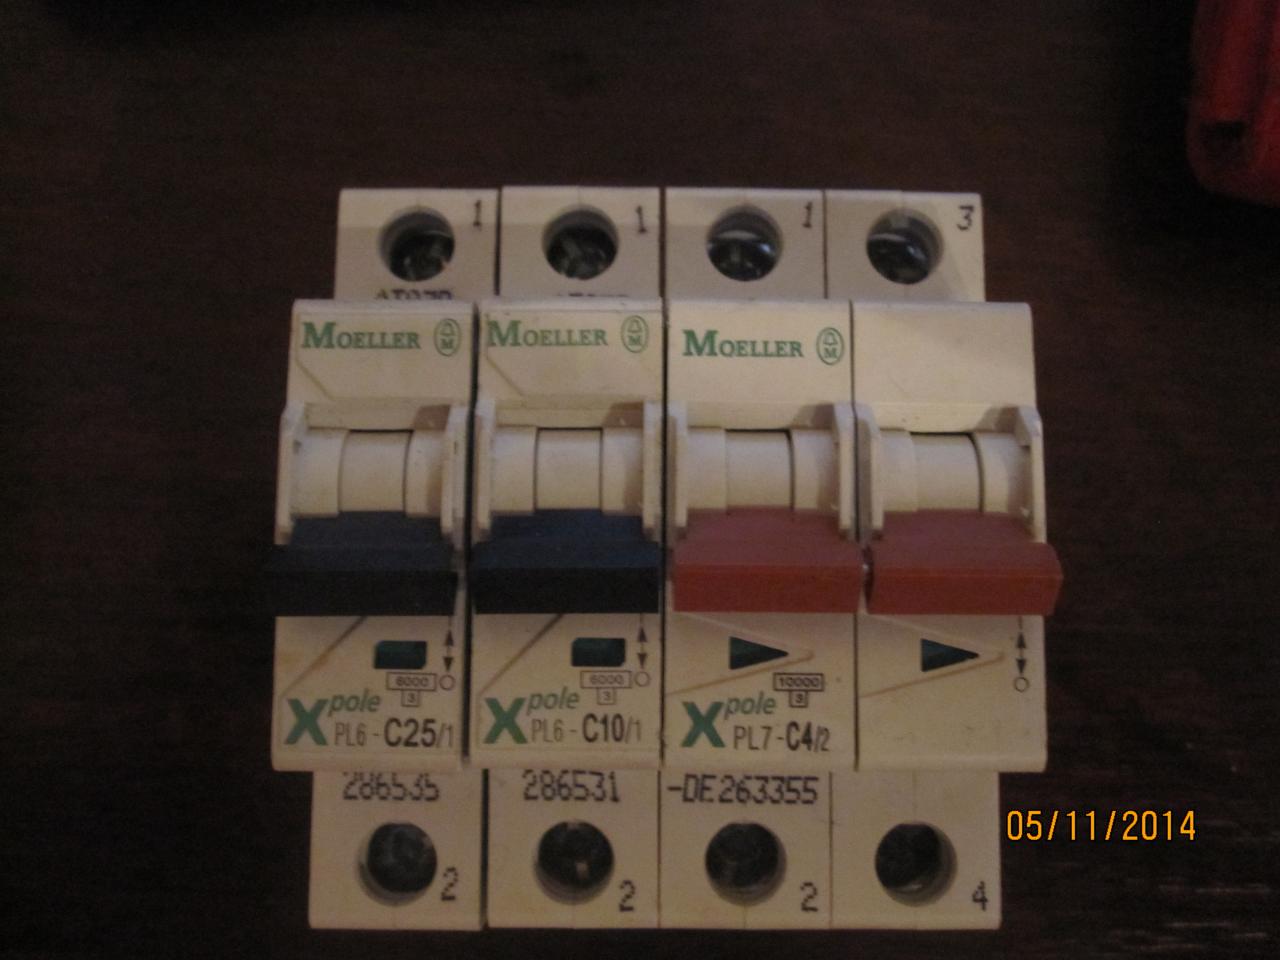 1
1
1
3
MOELLER
MOELLER
MOELLER
6000
3
6000
3
10000
3
Xpole
PL6-C25/1
Xpole
PL6-C10/1
Xpole
PL7-C4/2
286535
286531
-DE263355
2
2
2
4
05/11/2014